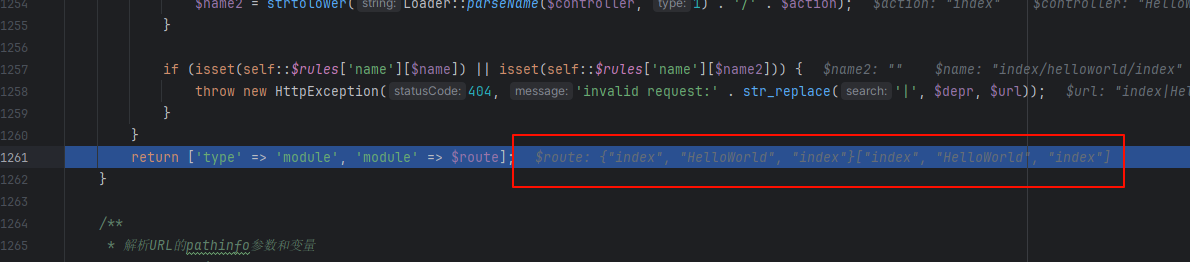 1254 $name2 = strtolower( string: Loader::parseName($controller, type: 1) . '/' . $action); $action: "index" $controller: "Hello
1255 }
1256
1257 if (isset(self::$rules['name'][$name]) || isset(self::$rules['name'][$name2])) { $name2: "" $name: "index/helloworld/index"
1258 throw new HttpException( statusCode: 404, message: 'invalid request:' . str_replace( search: '|', $depr, $url)); $url: "index|Hel
1259 }
1260 }
1261 return ['type' => 'module', 'module' => $route]; $route: {"index", "HelloWorld", "index"}["index", "HelloWorld", "index"]
1262 }
1263
1264 /**
1265 * 解析URL的pathinfo参数和变量